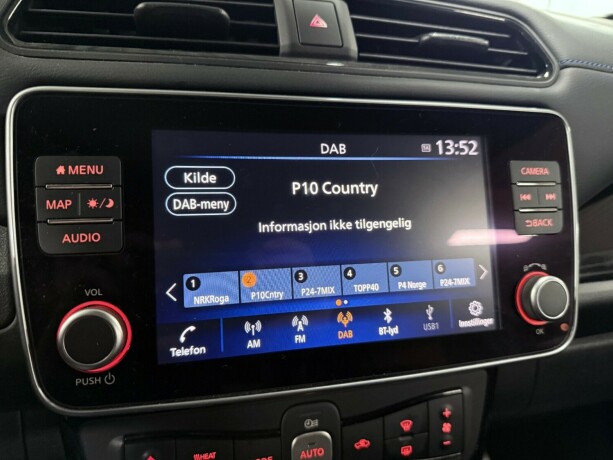 DAB
13:52
Kilde
P10 Country
DAB-meny
Informasjon ikke tilgengelig
1 2 3 4 5 6
NRKRoga P10Cntry P24-7MIX TOPP40 P4 Norge P24-7MIX
Telefon AM FM DAB BT-lyd USB1 Innstillinger
MENU
MAP
AUDIO
VOL
PUSH
CAMERA
BACK
OK
HEAT
AUTO